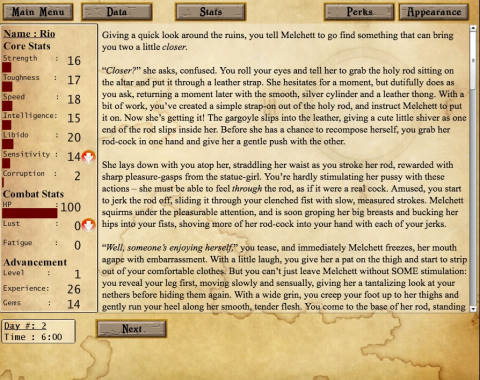 Main Menu
Data
Stats
Perks
Appearance
Name : Rio
Core Stats
Strength : 16
Toughness : 17
Speed : 18
Intelligence: 15
Libido : 20
Sensitivity : 14
Corruption : 2
Combat Stats
HP : 100
Lust : 0
Fatigue : 0
Advancement
Level : 1
Experience: 26
Gems : 14
Day #: 2
Time : 6:00
Giving a quick look around the ruins, you tell Melchett to go find something that can bring
you two a little closer.
“Closer?” she asks, confused. You roll your eyes and tell her to grab the holy rod sitting on
the altar and put it through a leather strap. She hesitates for a moment, but dutifully does as
you ask, returning a moment later with the smooth, silver cylinder and a leather thong. With a
bit of work, you’ve created a simple strap-on out of the holy rod, and instruct Melchett to put
it on. Now she’s getting it! The gargoyle slips into the leather, giving a cute little shiver as one
end of the rod slips inside her. Before she has a chance to recompose herself, you grab her
rod-cock in one hand and give her a gentle push with the other.
She lays down with you atop her, straddling her waist as you stroke her rod, rewarded with
sharp pleasure-gasps from the statue-girl. You’re hardly stimulating her pussy with these
actions – she must be able to feel through the rod, as if it were a real cock. Amused, you start
to jerk the rod off, sliding it through your clenched fist with slow, measured strokes. Melchett
squirms under the pleasurable attention, and is soon groping her big breasts and bucking her
hips into your fists, shoving more of her rod-cock into your hand with each of your jerks.
“Well, someone’s enjoying herself,” you tease, and immediately Melchett freezes, her mouth
agape with embarrassment. With a little laugh, you give her a pat on the thigh and start to strip
out of your comfortable clothes. But you can’t just leave Melchett without SOME stimulation:
you reveal your leg first, moving slowly and sensually, giving her a tantalizing look at your
nethers before hiding them again. With a wide grin, you creep your foot up to her thighs and
gently run your heel along her smooth, tender flesh. You come to the base of her rod, standing
Next